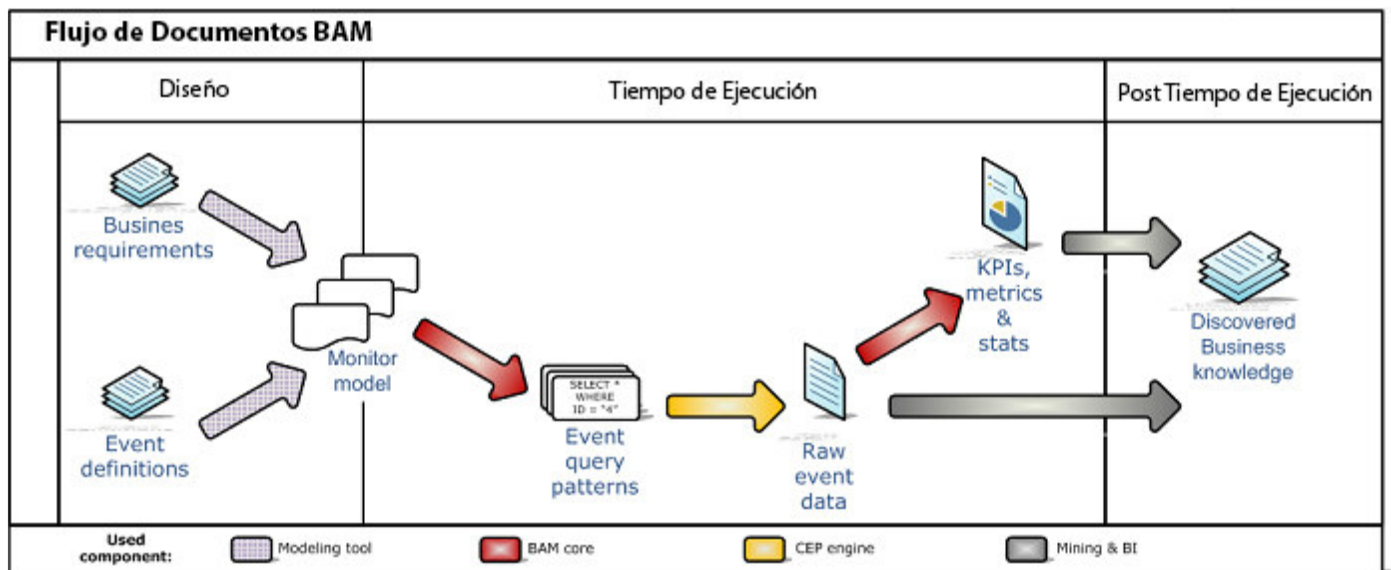 Flujo de Documentos BAM
Diseño
Tiempo de Ejecución
Post Tiempo de Ejecución
Busines
requirements
Event
definitions
Monitor
model
SELECT *
WHERE
ID = "4"
Event
query
patterns
Raw
event
data
KPIs,
metrics
&
stats
Discovered
Business
knowledge
Used
component:
Modeling tool
BAM core
CEP engine
Mining & BI